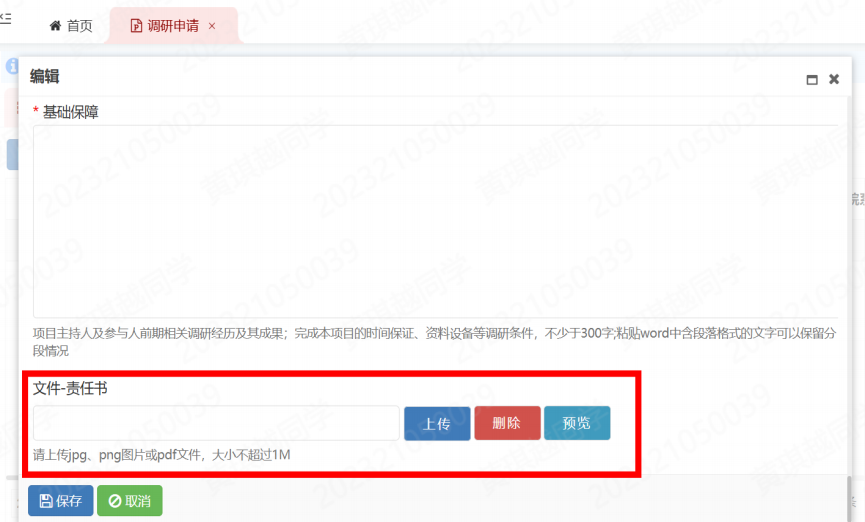 首页
调研申请 ×
编辑
* 基础保障
项目主持人及参与人前期相关调研经历及其成果；完成本项目的时间保证、资料设备等调研条件，不少于300字;粘贴word中含段落格式的文字可以保留分
段情况
文件-责任书
上传 删除 预览
请上传jpg、png图片或pdf文件，大小不超过1M
保存 取消
202321050039
黄琪越同学